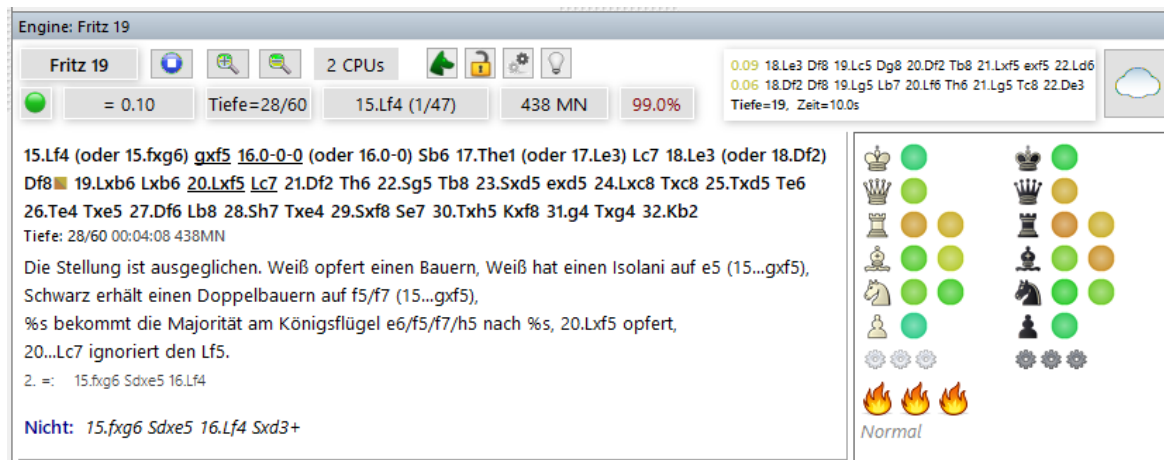 Engine: Fritz 19
Fritz 19
2 CPUs
= 0.10
Tiefe=28/60
15.Lf4 (1/47)
438 MN
99.0%
0.09 18.Le3 Df8 19.Lc5 Dg8 20.Df2 Tb8 21.Lxf5 exf5 22.Ld6
0.06 18.Df2 Df8 19.Lg5 Lb7 20.Lf6 Th6 21.Lg5 Tc8 22.De3
Tiefe=19, Zeit=10.0s
15.Lf4 (oder 15.fxg6) gxf5 16.0-0-0 (oder 16.0-0) Sb6 17.The1 (oder 17.Le3) Lc7 18.Le3 (oder 18.Df2)
Df8 19.Lxb6 Lxb6 20.Lxf5 Lc7 21.Df2 Th6 22.Sg5 Tb8 23.Sxd5 exd5 24.Lxc8 Txc8 25.Txd5 Te6
26.Te4 Txe5 27.Df6 Lb8 28.Sh7 Txe4 29.Sxf8 Se7 30.Txh5 Kxf8 31.g4 Txg4 32.Kb2
Tiefe: 28/60 00:04:08 438MN
Die Stellung ist ausgeglichen. Weiß opfert einen Bauern, Weiß hat einen Isolani auf e5 (15...gxf5),
Schwarz erhält einen Doppelbauern auf f5/f7 (15...gxf5),
%s bekommt die Majorität am Königsflügel e6/f5/f7/h5 nach %s, 20.Lxf5 opfert,
20...Lc7 ignoriert den Lf5.
2. =: 15.fxg6 Sdxe5 16.Lf4
Nicht: 15.fxg6 Sdxe5 16.Lf4 Sxd3+
Normal